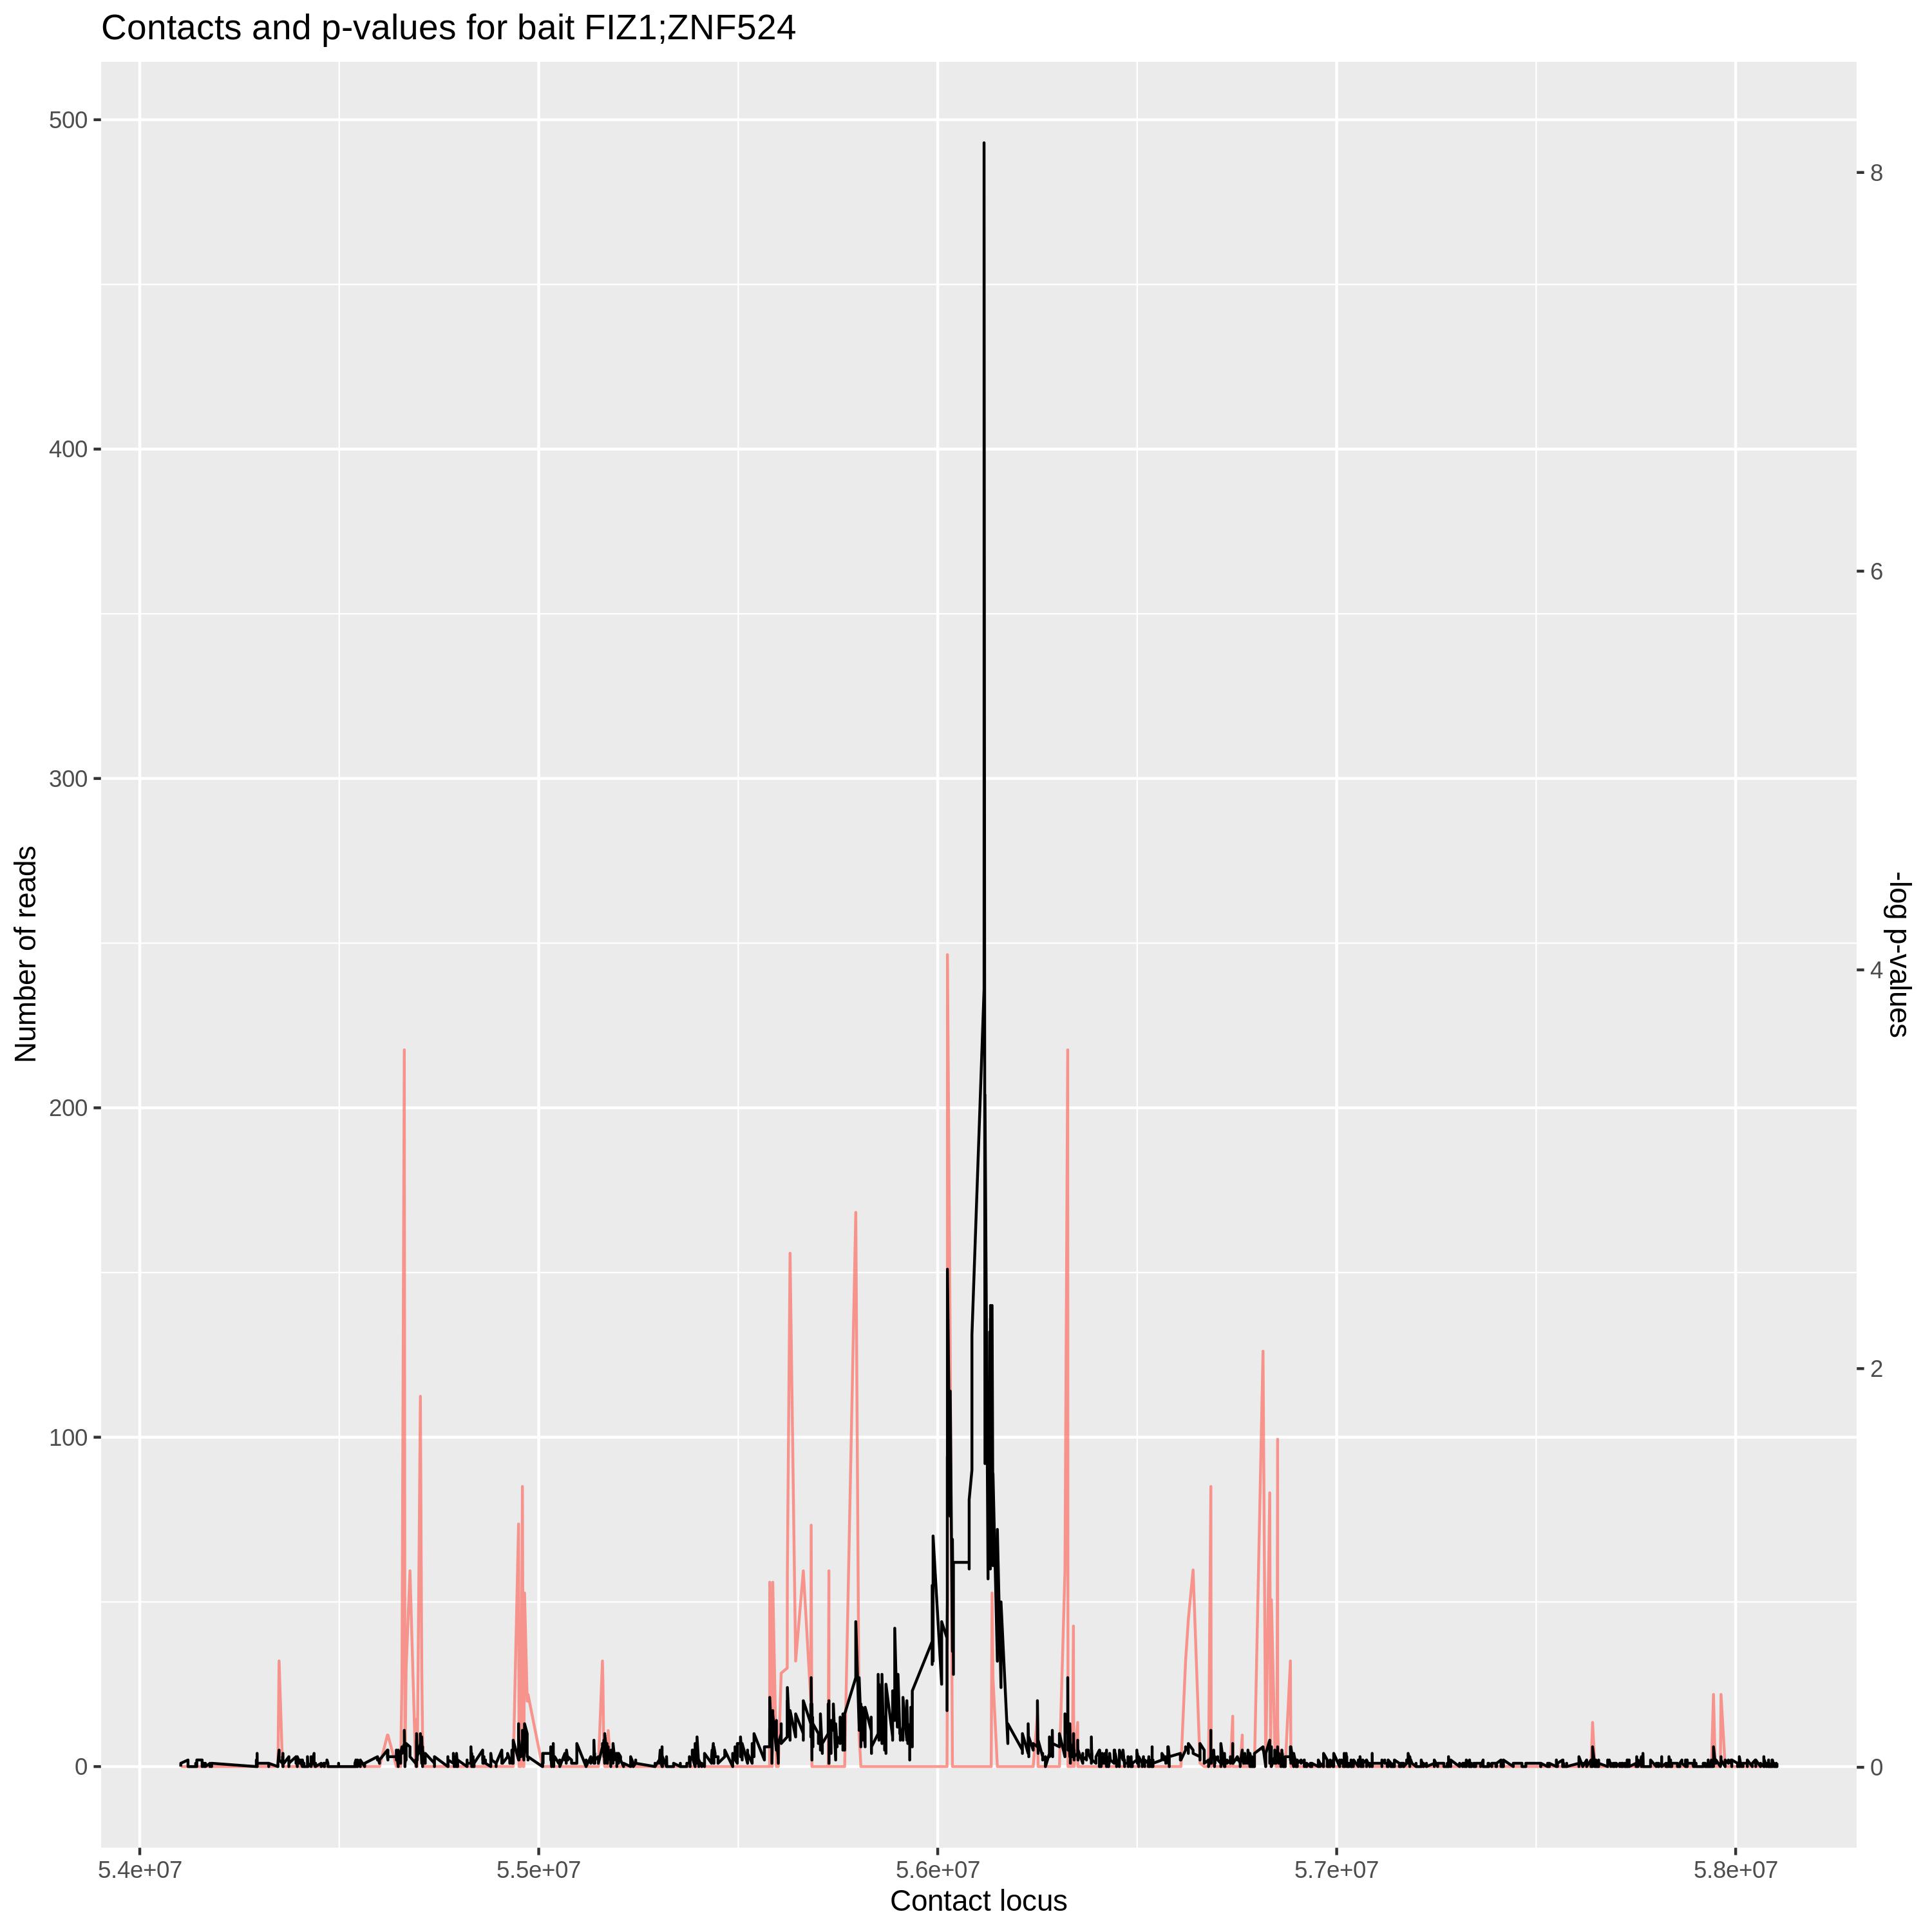 Contacts and p-values for bait FIZ1;ZNF524
500
400
300
200
100
0
Number of reads
8
6
4
2
0
-log p-values
5.4e+07
5.5e+07
5.6e+07
5.7e+07
5.8e+07
Contact locus